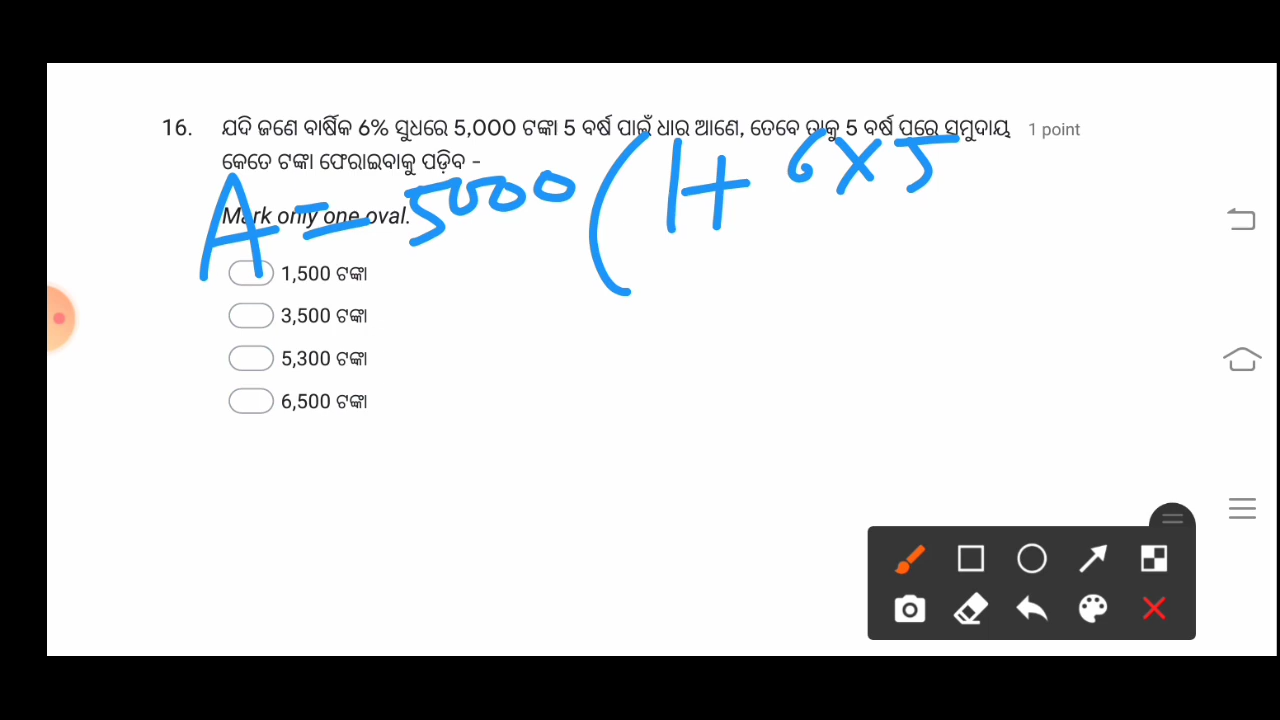 16. ଯଦି ଜଣେ ବାର୍ଷିକ 6% ସୁଧରେ 5,000 ଟଙ୍କା 5 ବର୍ଷ ପାଇଁ ଧାର ଆଣେ, ତେବେ ତାକୁ 5 ବର୍ଷ ପରେ ସମୁଦାୟ 1 point
କେତେ ଟଙ୍କା ଫେରାଇବାକୁ ପଡ଼ିବ -
A = 5000 ( 1 + 6 X 5
Mark only one oval.
1,500 ଟଙ୍କା
3,500 ଟଙ୍କା
5,300 ଟଙ୍କା
6,500 ଟଙ୍କା